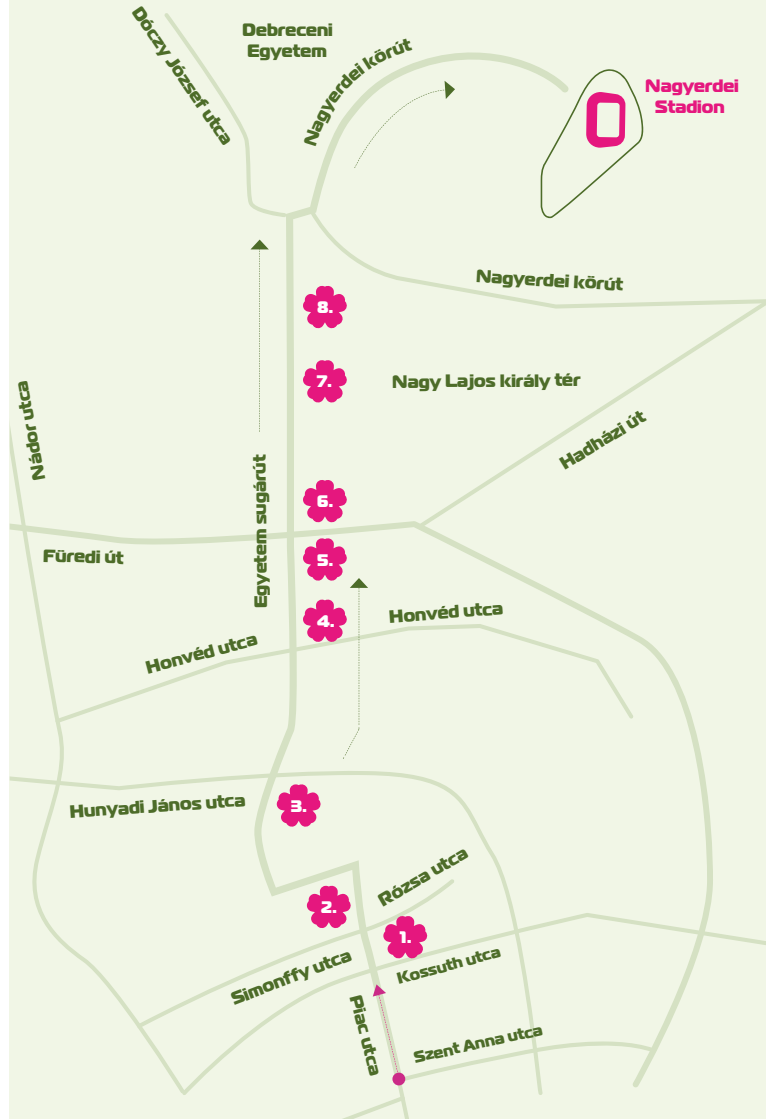 Dóczy József utca
Debreceni
Egyetem
Nagyerdei körút
Nagyerdei
Stadion
Nagyerdei körút
8.
7.
Nagy Lajos király tér
Nádor utca
Hadházi út
Egyetem sugárút
6.
Füredi út
5.
4.
Honvéd utca
Honvéd utca
3.
Hunyadi János utca
Rózsa utca
2.
1.
Simonffy utca
Kossuth utca
Piac utca
Szent Anna utca